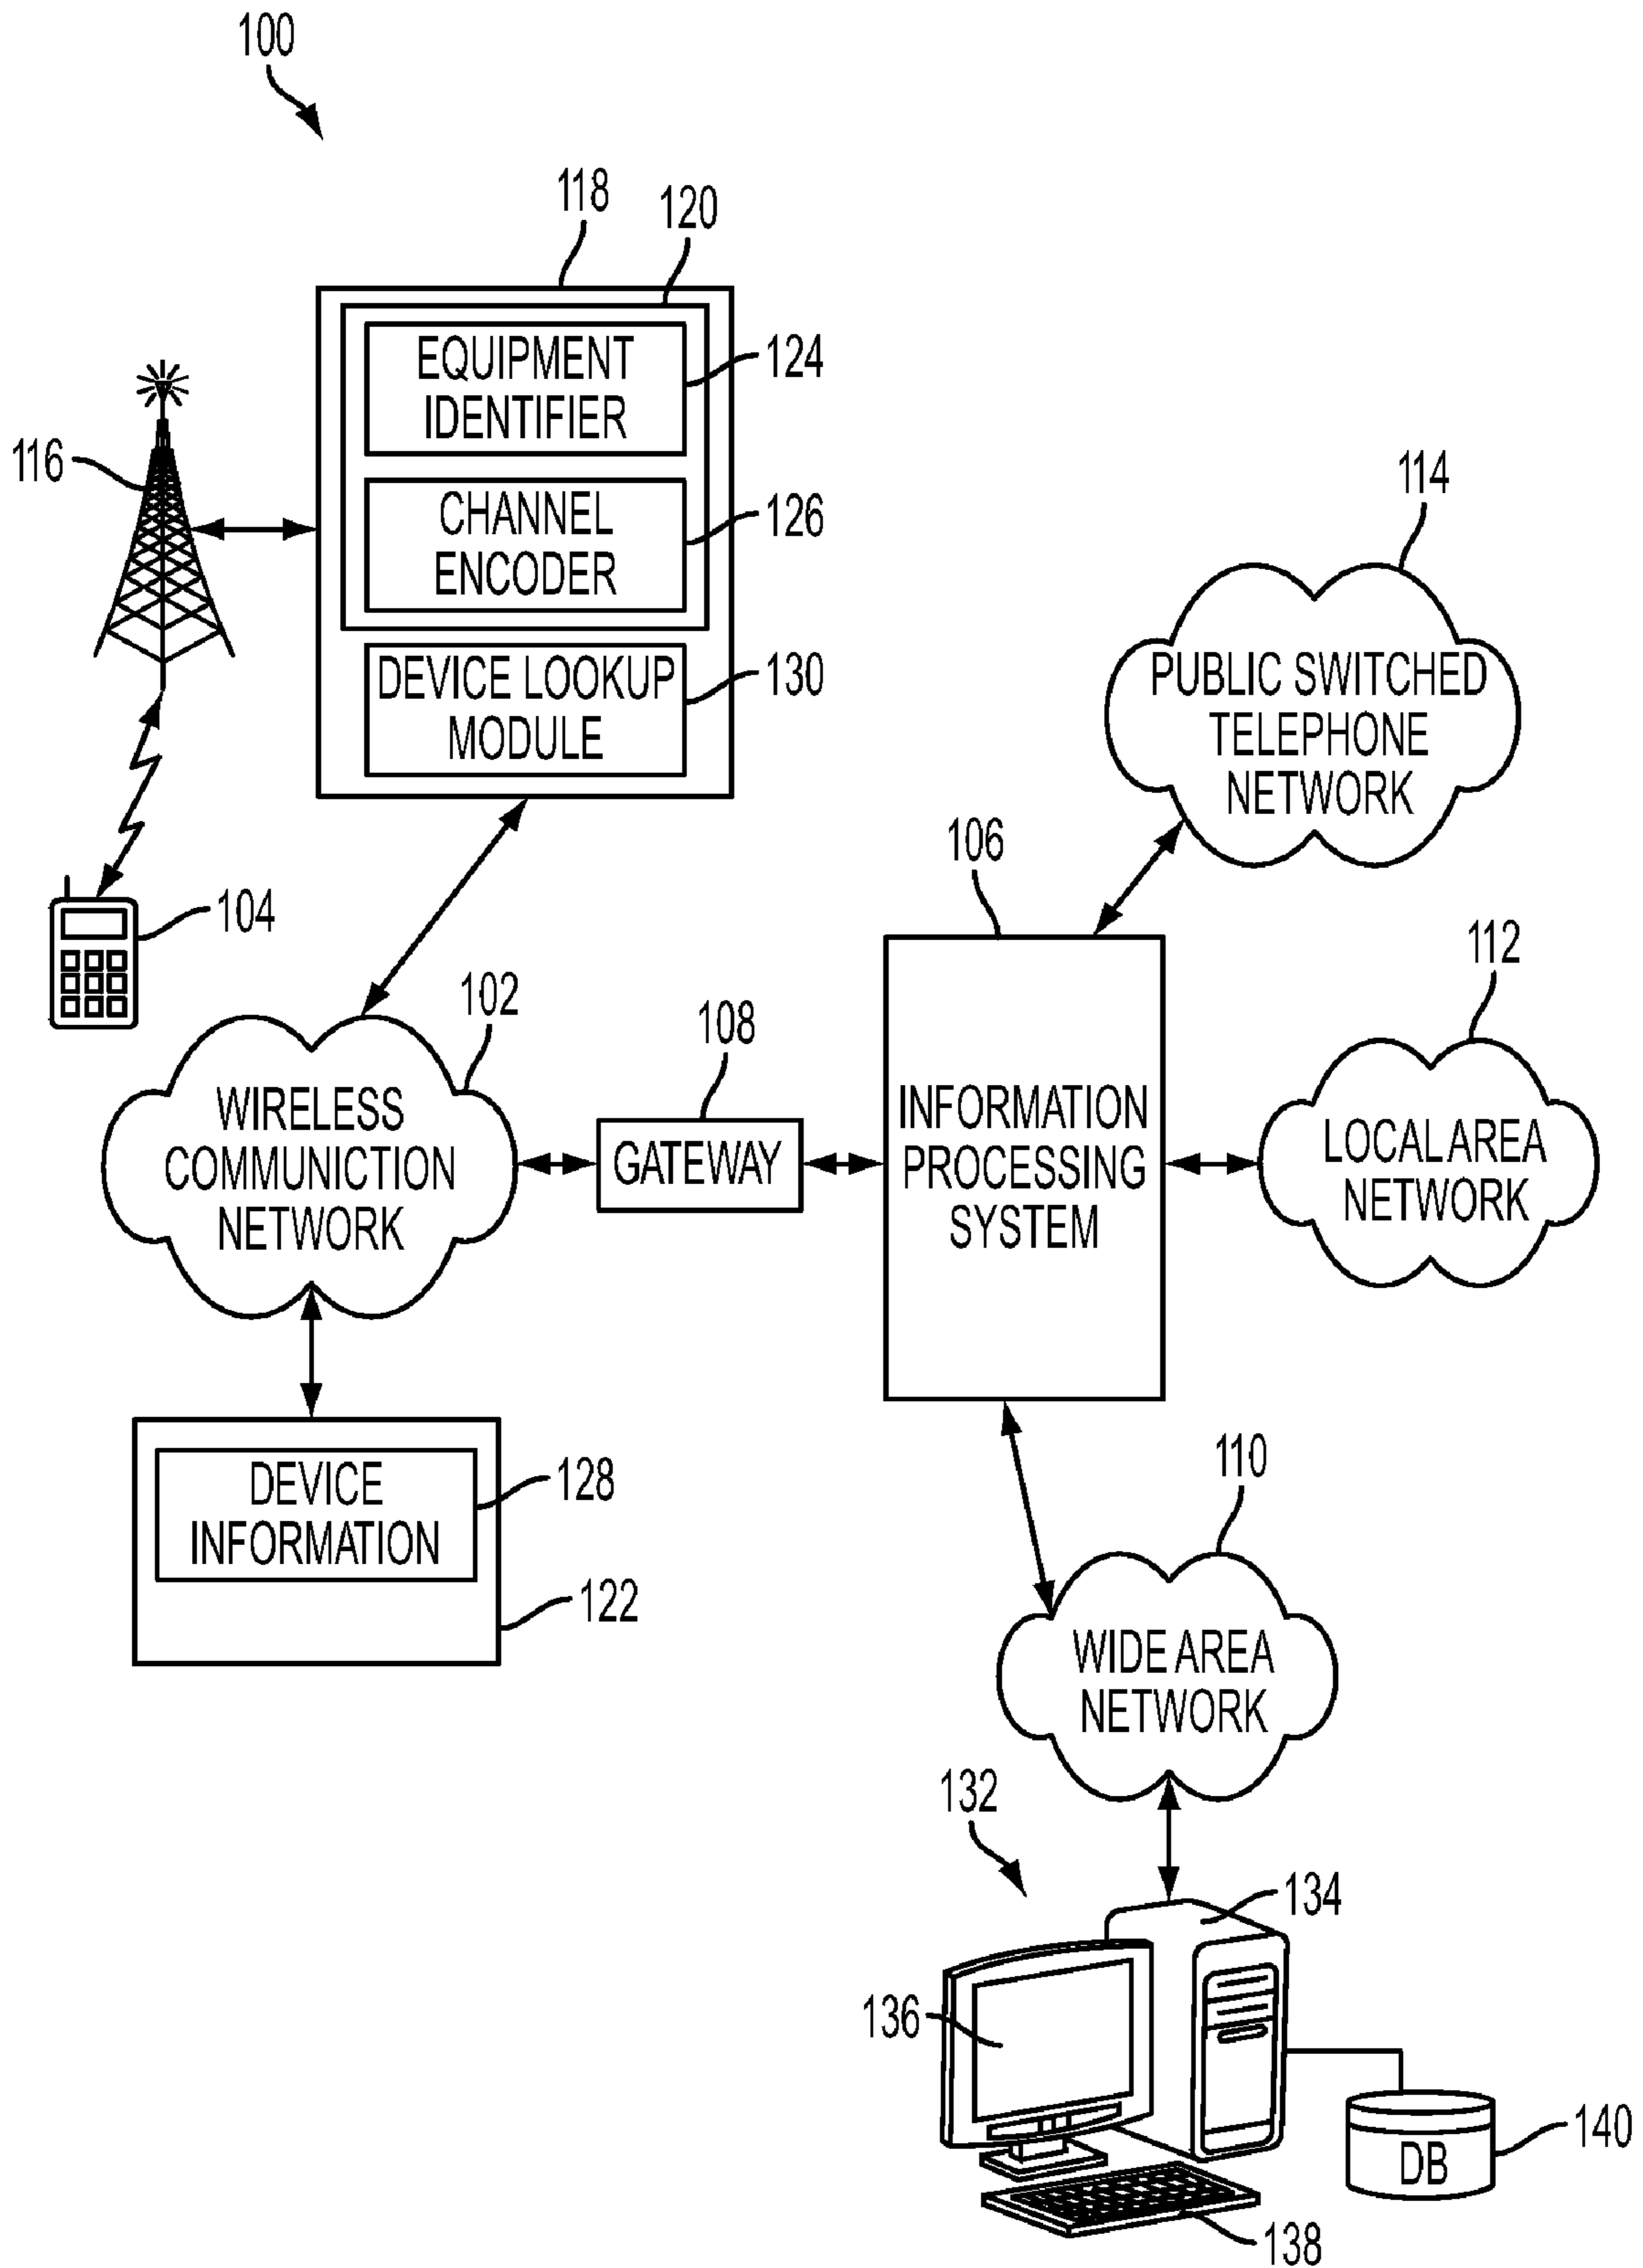 100
118
120
EQUIPMENT
IDENTIFIER
124
116
CHANNEL
ENCODER
126
114
DEVICE LOOKUP
MODULE
130
PUBLIC SWITCHED
TELEPHONE
NETWORK
106
104
112
102
108
WIRELESS
COMMUNICTION
NETWORK
GATEWAY
INFORMATION
PROCESSING
SYSTEM
LOCAL AREA
NETWORK
DEVICE
INFORMATION
128
110
122
WIDE AREA
NETWORK
132
134
136
DB
140
138